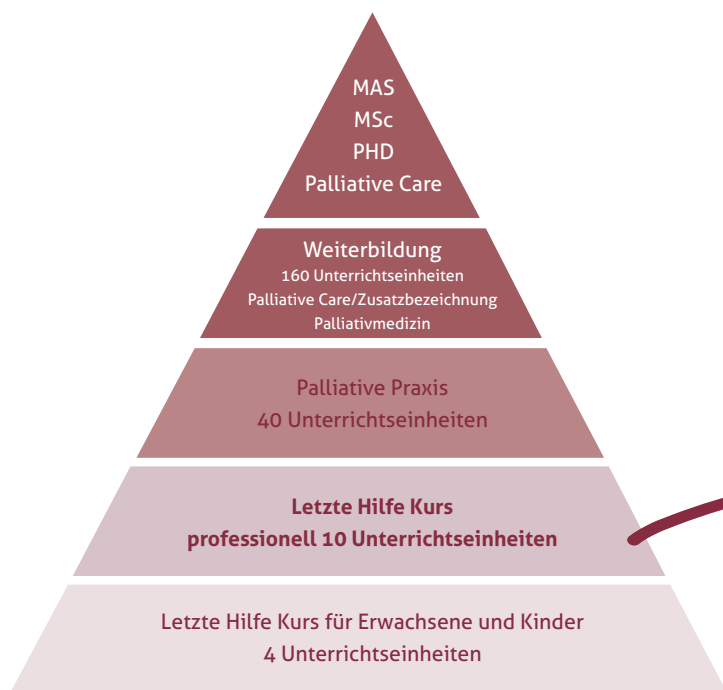 MAS
MSc
PHD
Palliative Care
Weiterbildung
160 Unterrichtseinheiten
Palliative Care/Zusatzbezeichnung
Palliativmedizin
Palliative Praxis
40 Unterrichtseinheiten
Letzte Hilfe Kurs
professionell 10 Unterrichtseinheiten
Letzte Hilfe Kurs für Erwachsene und Kinder
4 Unterrichtseinheiten